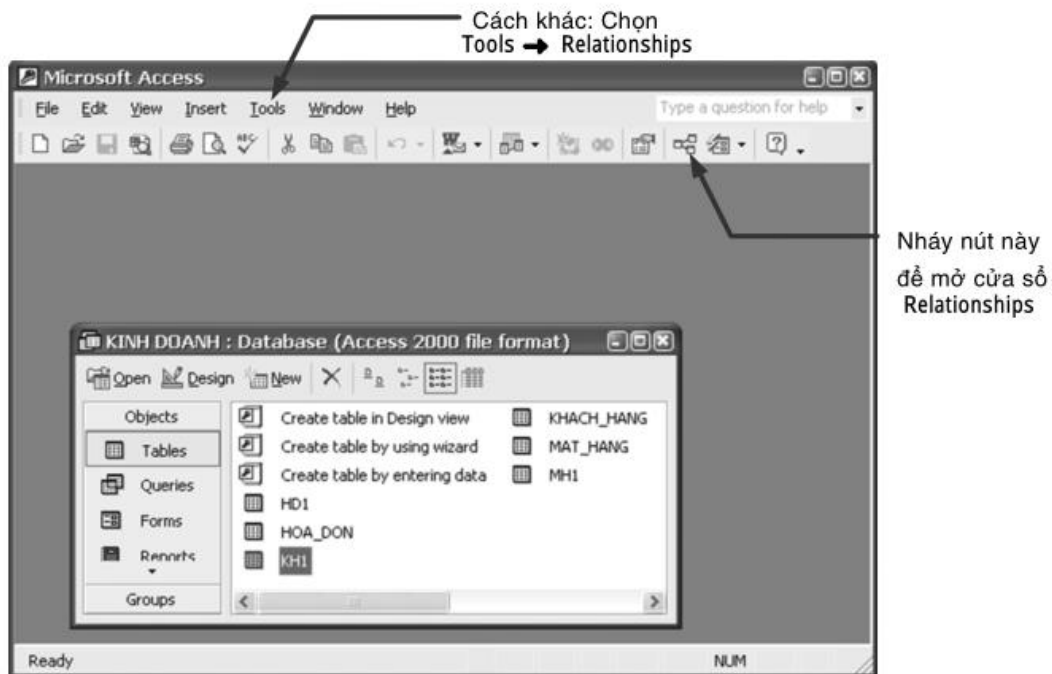 Cách khác: Chọn
Tools → Relationships
Microsoft Access
File Edit View Insert Tools Window Help Type a question for help
Nháy nút này
để mở cửa sổ
Relationships
KINH DOANH : Database (Access 2000 file format)
Open Design New
Objects
Tables
Queries
Forms
Reports
Groups
Create table in Design view
Create table by using wizard
Create table by entering data
HD1
HOA_DON
KH1
KHACH_HANG
MAT_HANG
MH1
Ready NUM